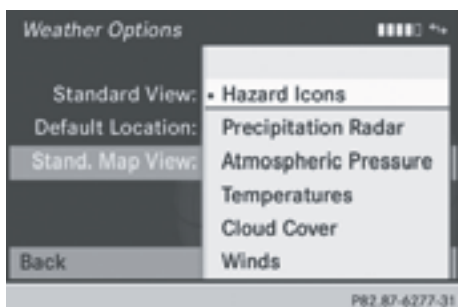 Weather Options
Standard View: • Hazard Icons
Default Location: Precipitation Radar
Stand. Map View: Atmospheric Pressure
Temperatures
Cloud Cover
Back Winds
P82.87-6277-31